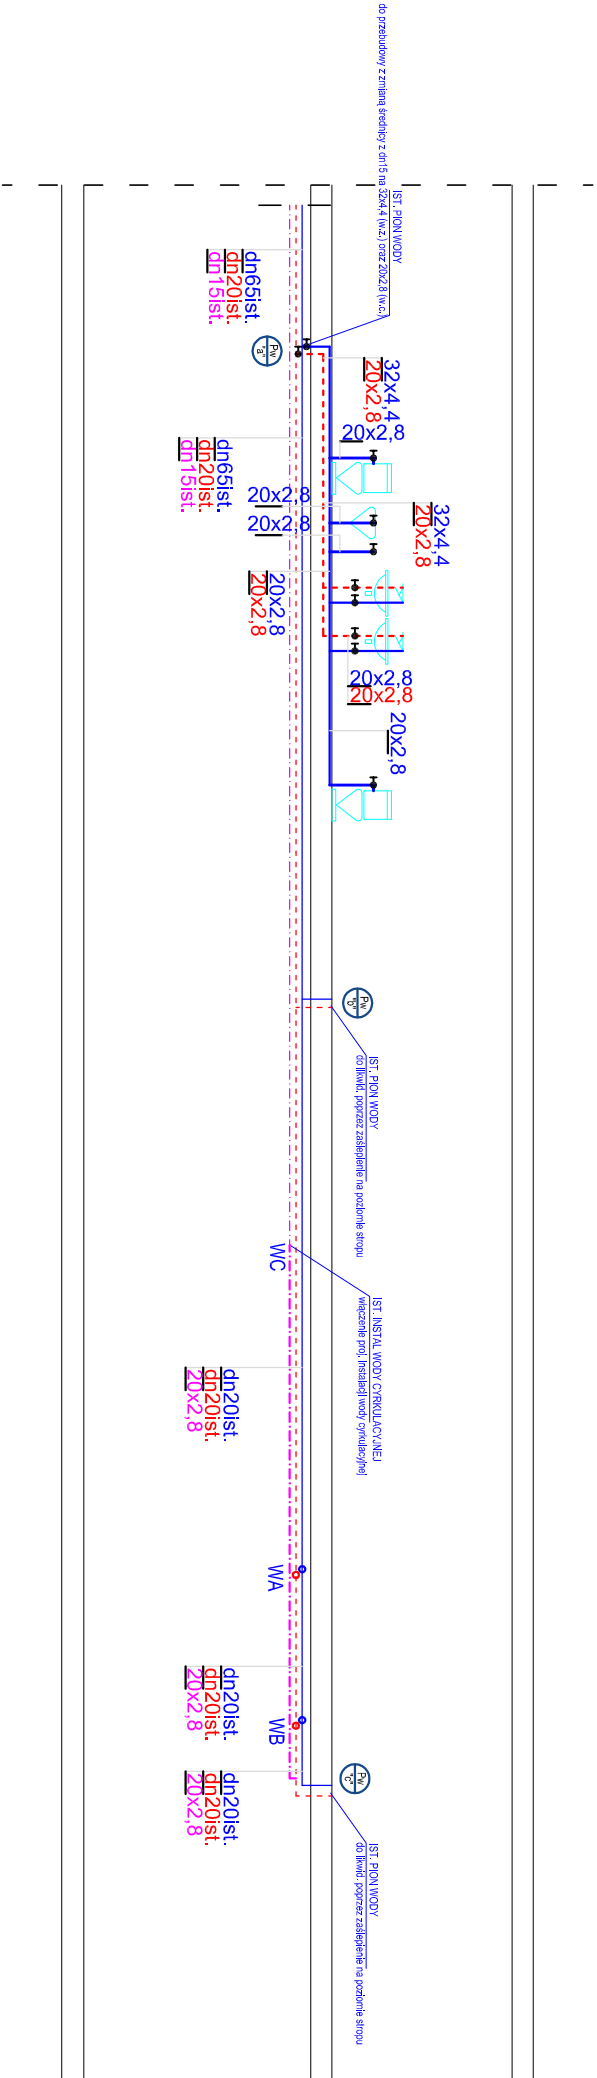 IST. PION WODY
do przebudowy z zmianą średnicy z dn15 na 32x4,4 (w.z.) oraz 20x2,8 (w.c.)
dn65ist.
dn20ist.
dn15ist.
Pw
"a"
32x4,4
20x2,8
20x2,8
dn65ist.
dn20ist.
dn15ist.
20x2,8
20x2,8
32x4,4
20x2,8
20x2,8
20x2,8
20x2,8
20x2,8
20x2,8
Pw
"b"
IST. PION WODY
do likwid. poprzez zaślepienie na poziomie stropu
WC
IST. INSTAL WODY CYRKULACYJNEJ
włączenie proj. instalacji wody cyrkulacyjnej
dn20ist.
dn20ist.
20x2,8
WA
dn20ist.
dn20ist.
20x2,8
WB
dn20ist.
dn20ist.
20x2,8
Pw
"c"
IST. PION WODY
do likwid. poprzez zaślepienie na poziomie stropu